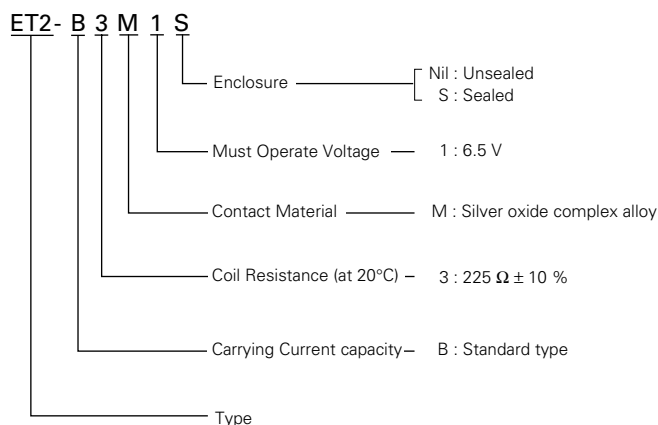 ET2- B 3 M 1 S
Enclosure
Nil : Unsealed
S : Sealed
Must Operate Voltage
1 : 6.5 V
Contact Material
M : Silver oxide complex alloy
Coil Resistance (at 20°C)
3 : 225 Ω ± 10 %
Carrying Current capacity
B : Standard type
Type